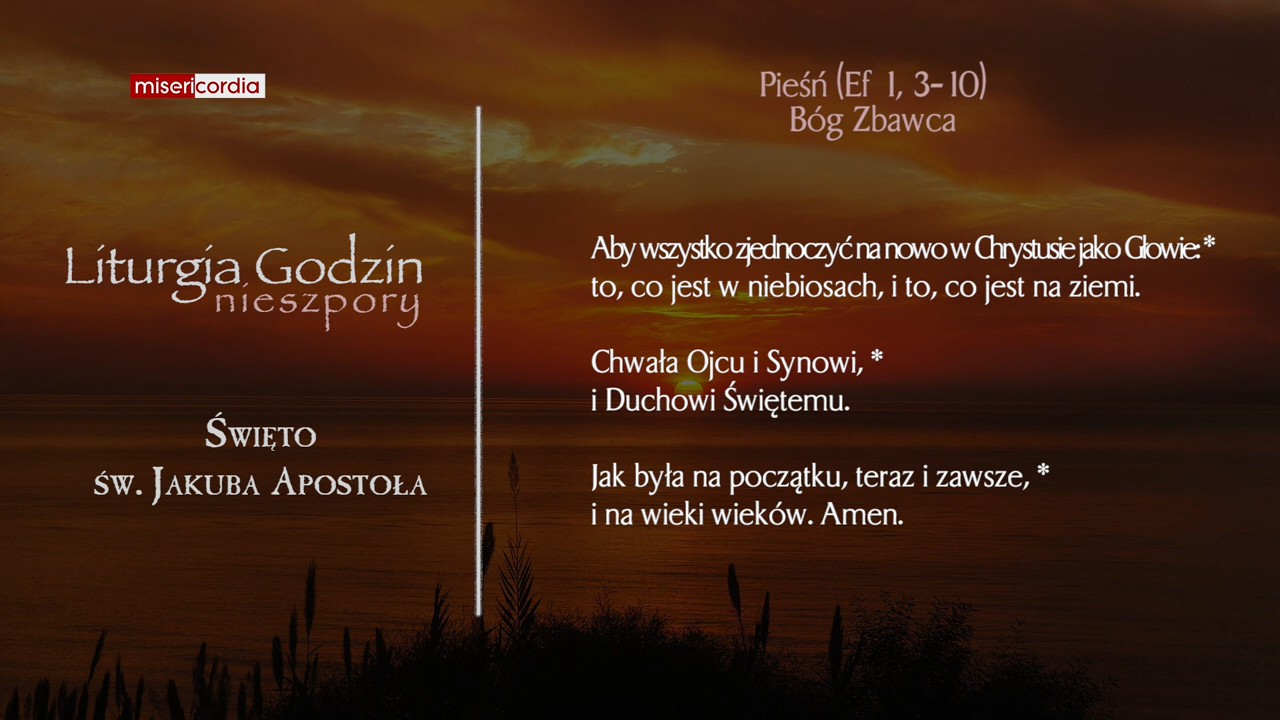 misericordia
Liturgia Godzin
nieszpory
Święto
św. Jakuba Apostoła
Pieśń (Ef 1, 3-10)
Bóg Zbawca
Aby wszystko zjednoczyć na nowo w Chrystusie jako Głowie: *
to, co jest w niebiosach, i to, co jest na ziemi.
Chwała Ojcu i Synowi, *
i Duchowi Świętemu.
Jak była na początku, teraz i zawsze, *
i na wieki wieków. Amen.